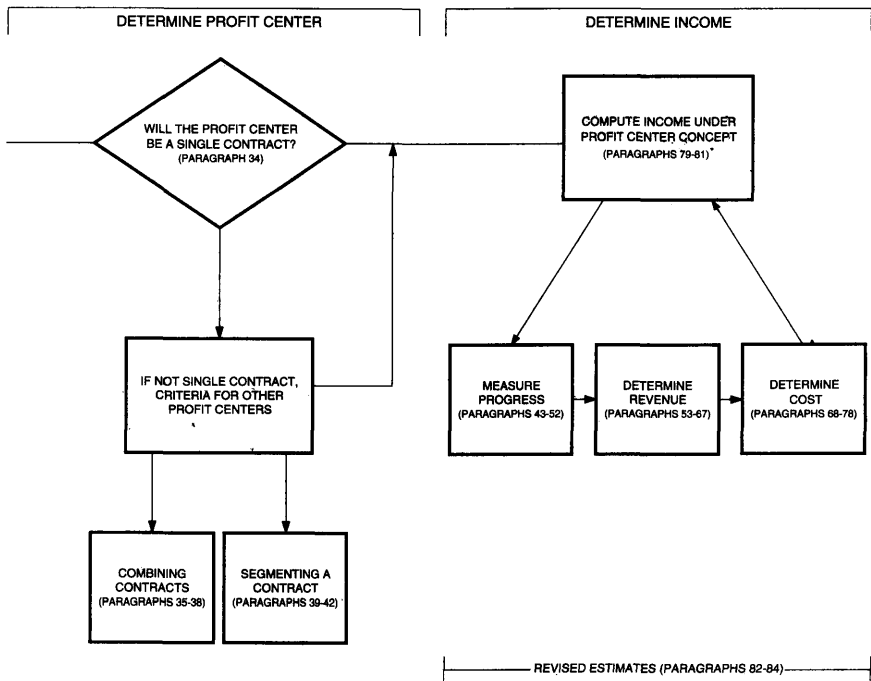 DETERMINE PROFIT CENTER
WILL THE PROFIT CENTER
BE A SINGLE CONTRACT?
(PARAGRAPH 34)
IF NOT SINGLE CONTRACT,
CRITERIA FOR OTHER
PROFIT CENTERS
COMBINING
CONTRACTS
(PARAGRAPHS 35-38)
SEGMENTING A
CONTRACT
(PARAGRAPHS 39-42)
DETERMINE INCOME
COMPUTE INCOME UNDER
PROFIT CENTER CONCEPT
(PARAGRAPHS 79-81)*
MEASURE
PROGRESS
(PARAGRAPHS 43-52)
DETERMINE
REVENUE
(PARAGRAPHS 53-67)
DETERMINE
COST
(PARAGRAPHS 68-78)
REVISED ESTIMATES (PARAGRAPHS 82-84)